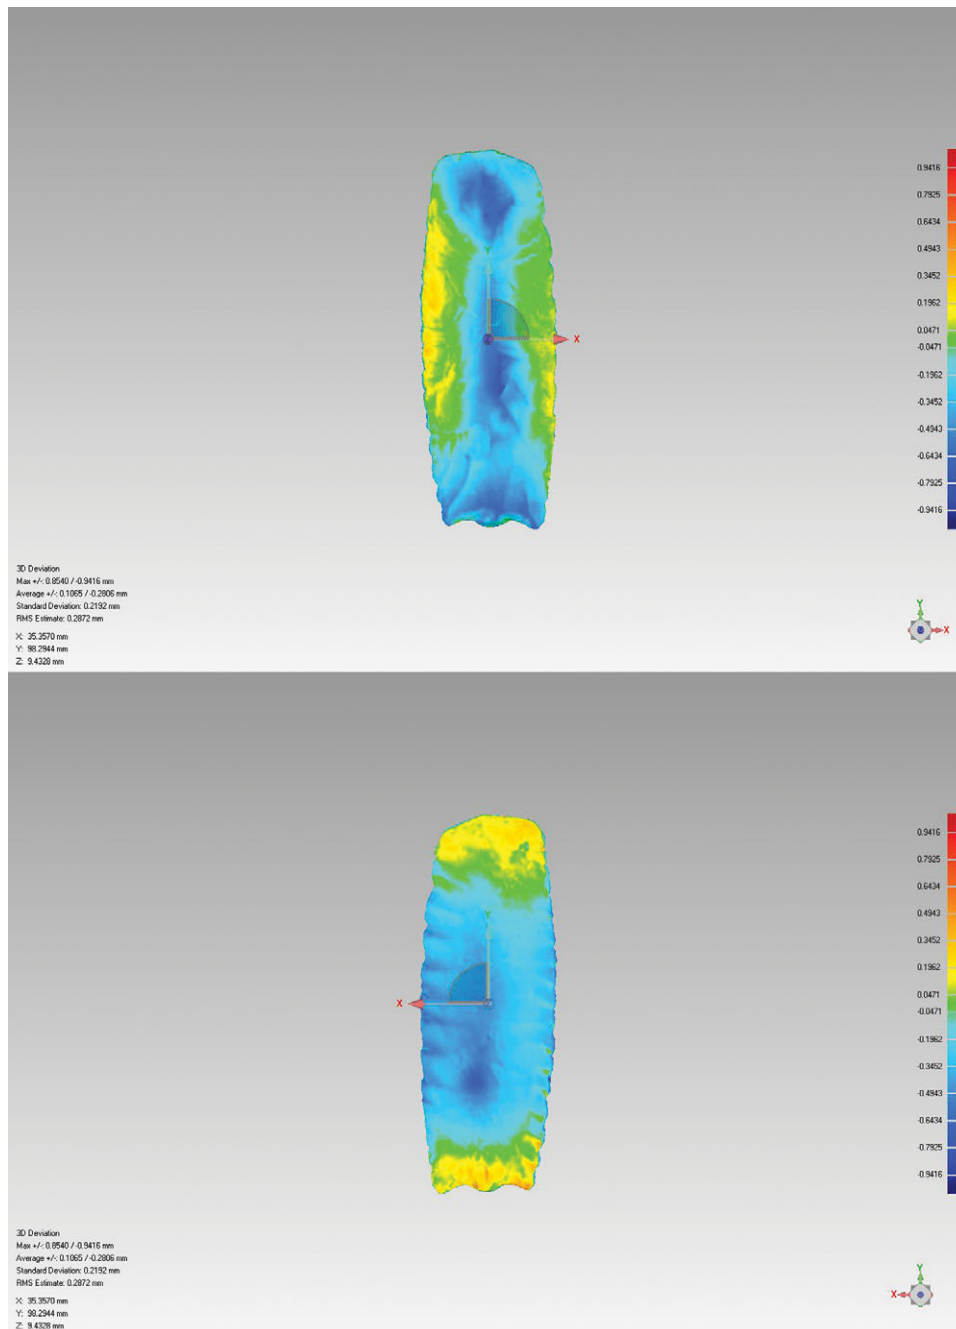 0.9416
0.7925
0.6434
0.4943
0.3452
0.1962
0.0471
-0.0471
-0.1962
-0.3452
-0.4943
-0.6434
-0.7925
-0.9416
Y
X
3D Deviation
Max +/-: 0.8540 / -0.9416 mm
Average +/-: 0.1065 / -0.2806 mm
Standard Deviation: 0.2192 mm
RMS Estimate: 0.2872 mm
X: 35.3570 mm
Y: 98.2944 mm
Z: 9.4328 mm
Y
X
0.9416
0.7925
0.6434
0.4943
0.3452
0.1962
0.0471
-0.0471
-0.1962
-0.3452
-0.4943
-0.6434
-0.7925
-0.9416
Y
X
3D Deviation
Max +/-: 0.8540 / -0.9416 mm
Average +/-: 0.1065 / -0.2806 mm
Standard Deviation: 0.2192 mm
RMS Estimate: 0.2872 mm
X: 35.3570 mm
Y: 98.2944 mm
Z: 9.4328 mm
Y
X